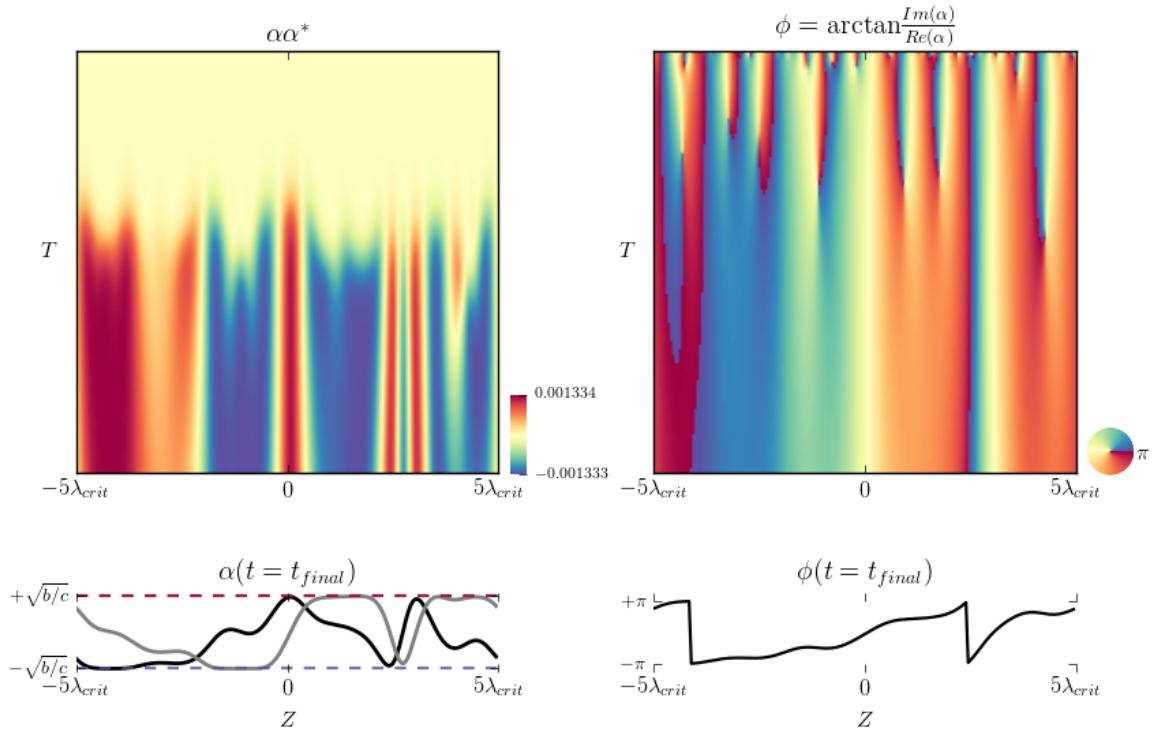 αα*
ϕ = arctan Im(α)/Re(α)
T
T
0.001334
−0.001333
π
−5λcrit 0 5λcrit
−5λcrit 0 5λcrit
α(t = tfinal)
ϕ(t = tfinal)
+√b/c
−√b/c
+π
−π
−5λcrit 0 5λcrit
−5λcrit 0 5λcrit
Z
Z